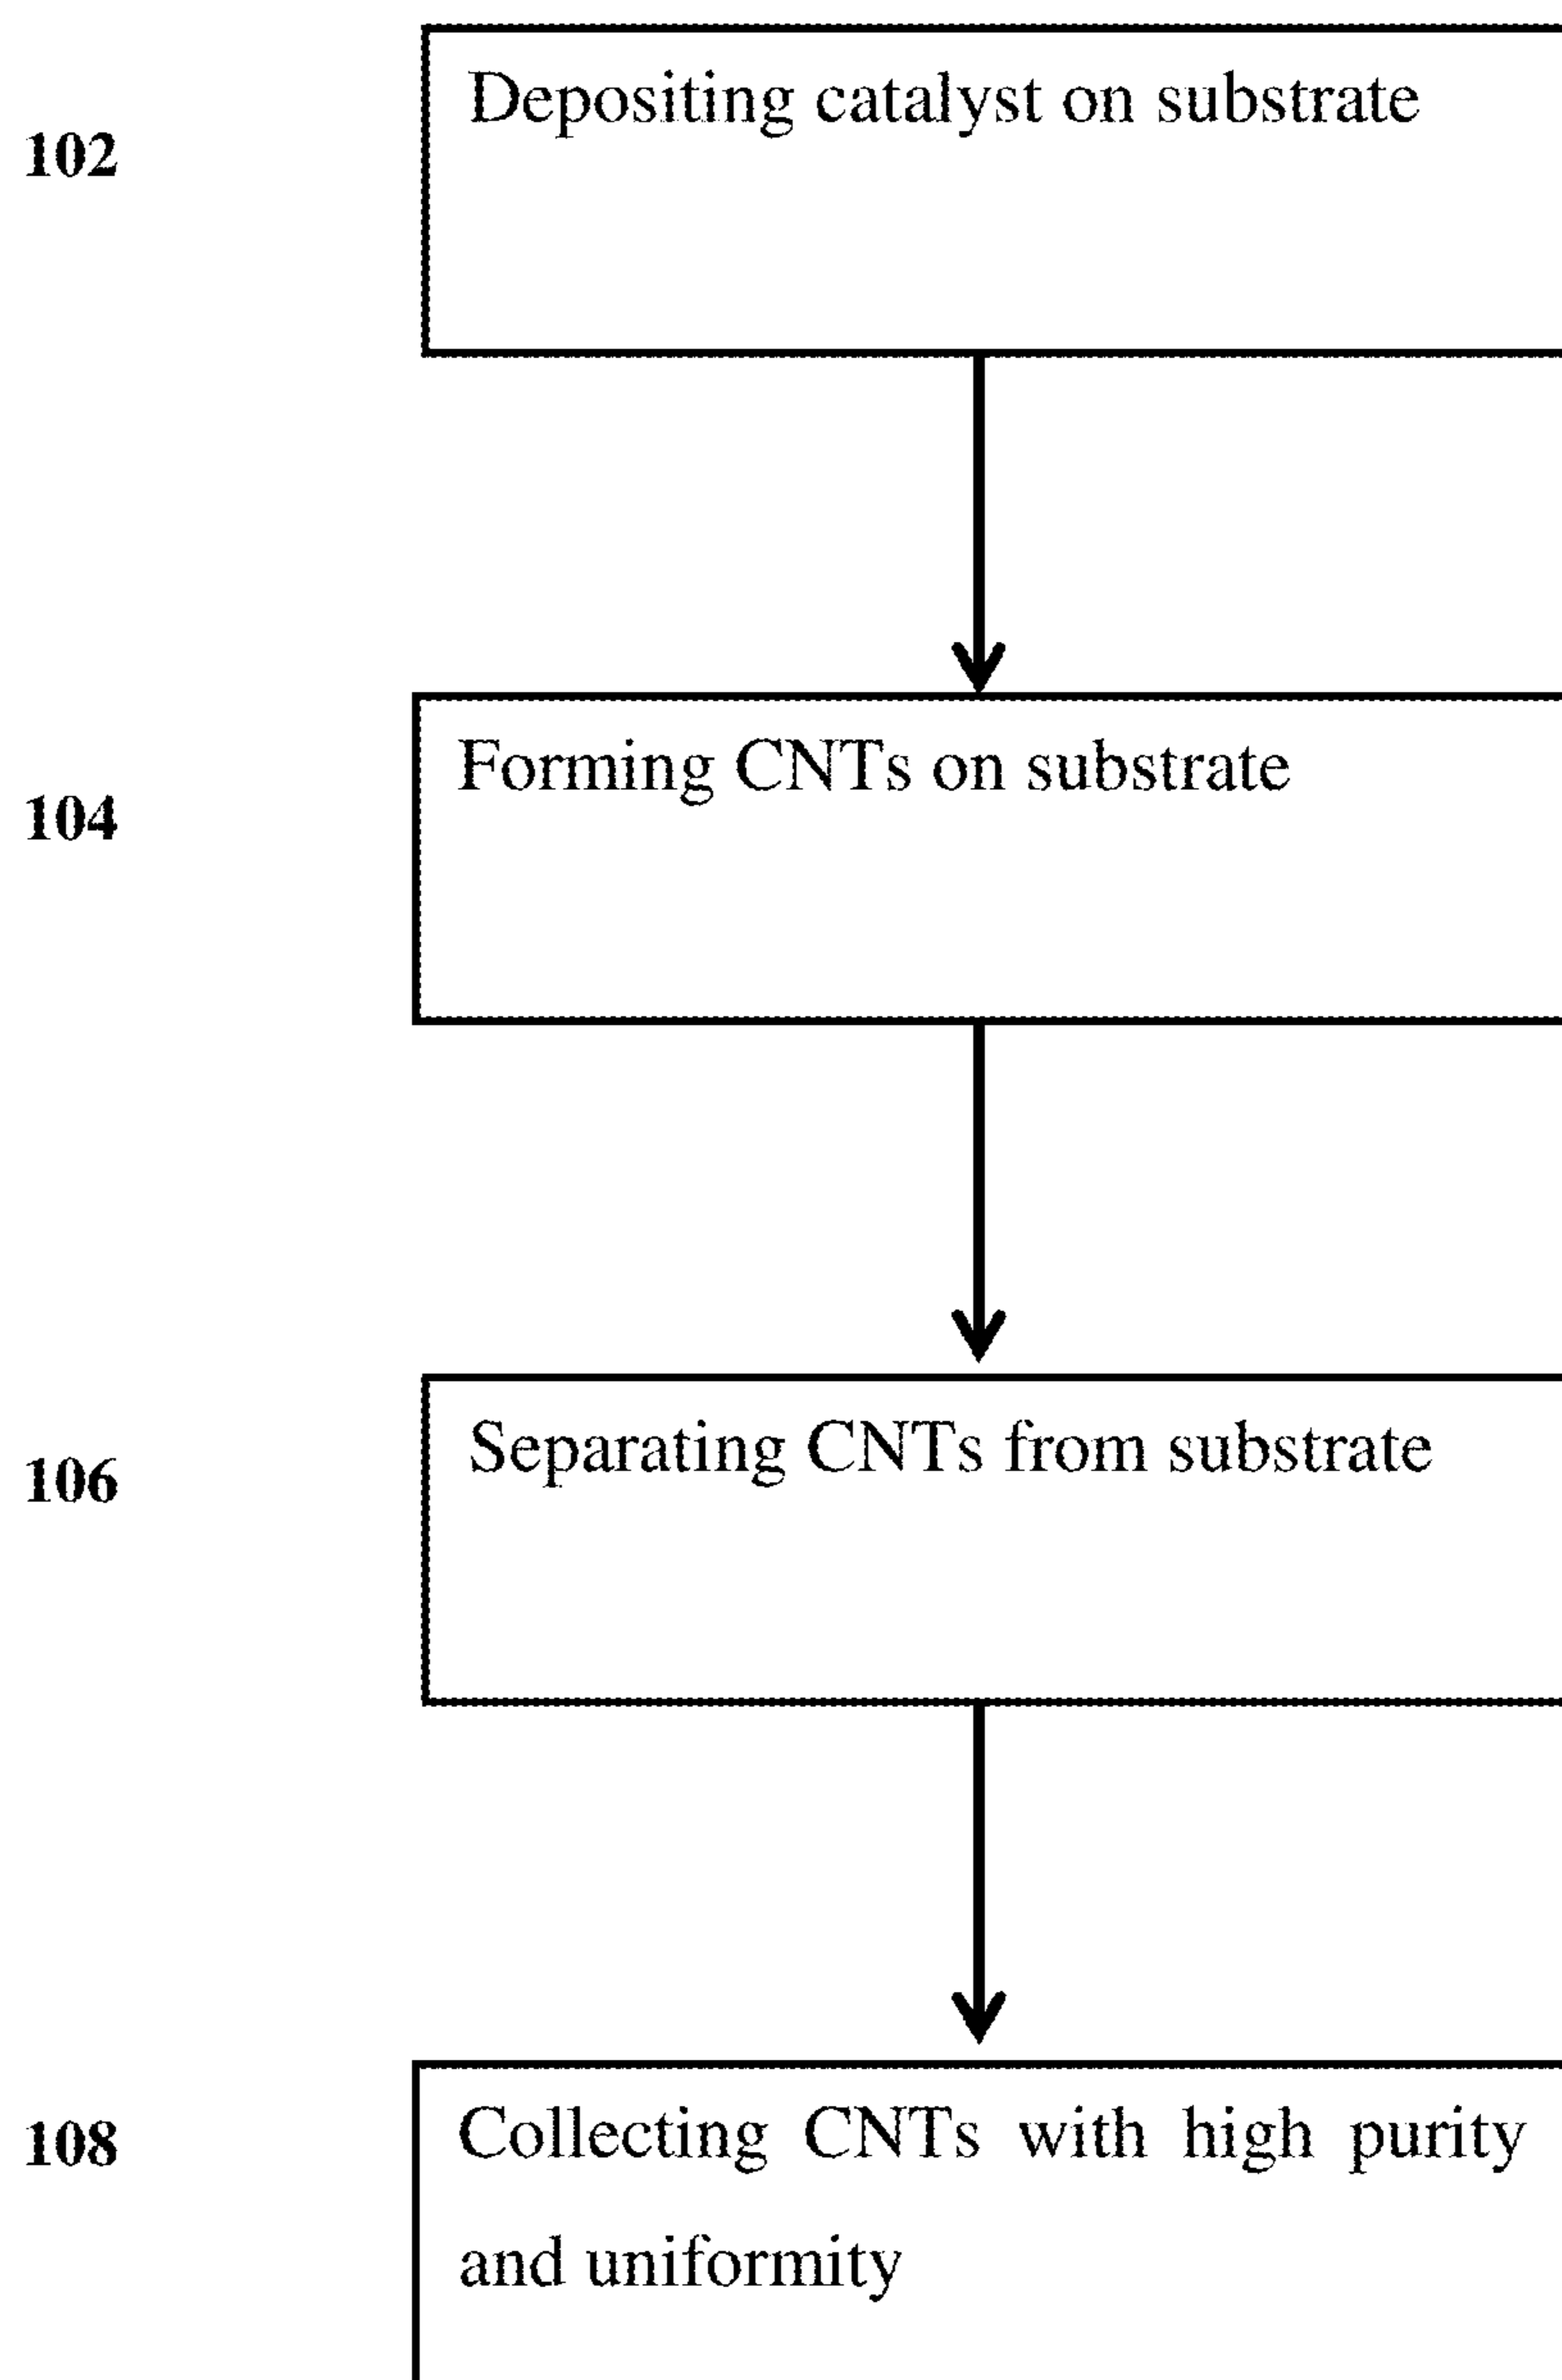 102
Depositing catalyst on substrate
104
Forming CNTs on substrate
106
Separating CNTs from substrate
108
Collecting CNTs with high purity
and uniformity